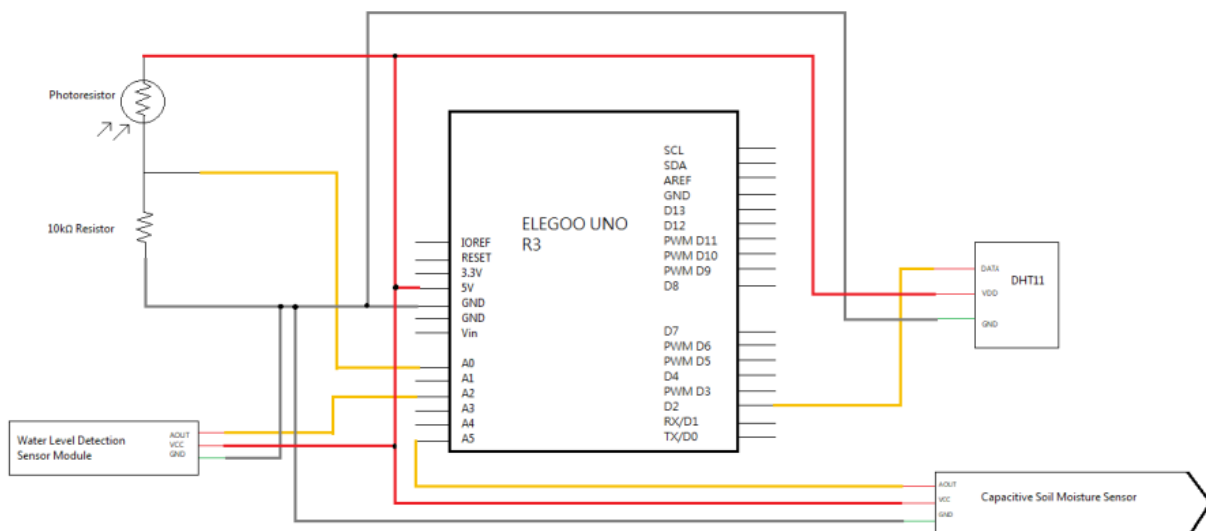 Photoresistor
10kΩ Resistor
ELEGOO UNO
R3
IOREF
RESET
3.3V
5V
GND
GND
Vin
A0
A1
A2
A3
A4
A5
SCL
SDA
AREF
GND
D13
D12
PWM D11
PWM D10
PWM D9
D8
D7
PWM D6
PWM D5
D4
PWM D3
D2
RX/D1
TX/D0
DATA
VDD
GND
DHT11
Water Level Detection
Sensor Module
AOUT
VCC
GND
AOUT
VCC
GND
Capacitive Soil Moisture Sensor